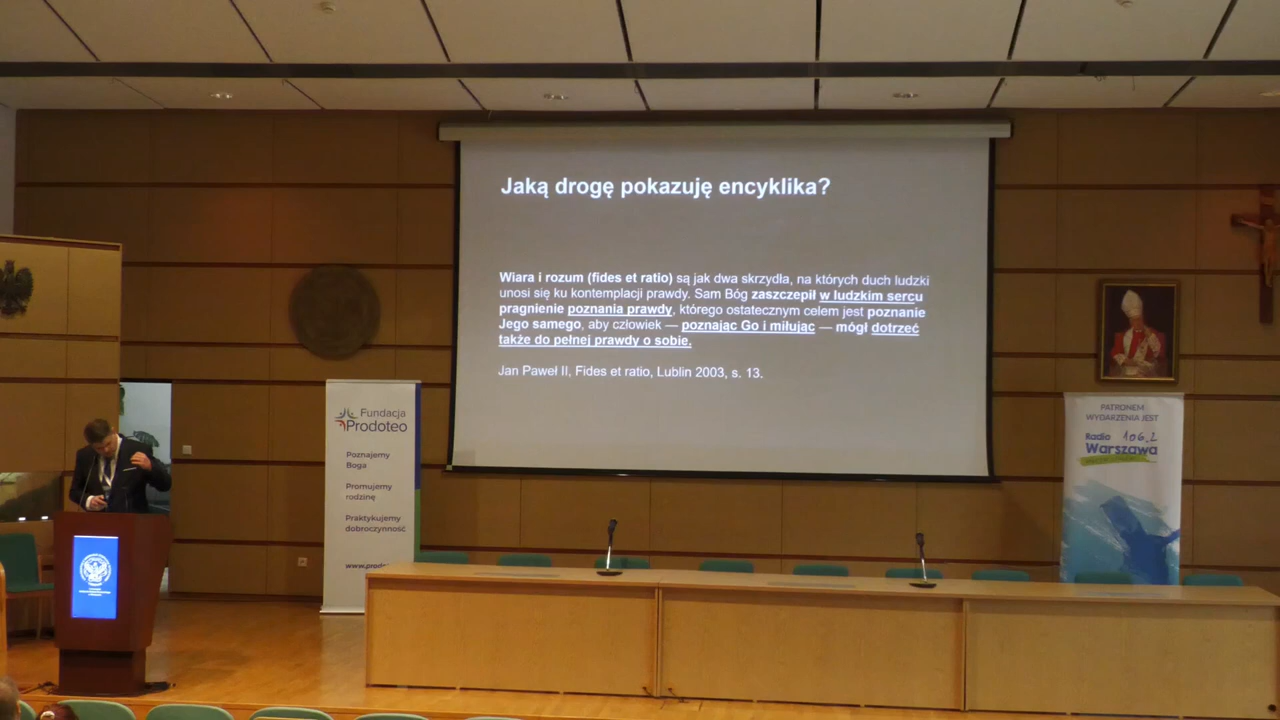 Jaką drogę pokazuję encyklika?
Wiara i rozum (fides et ratio) są jak dwa skrzydła, na których duch ludzki
unosi się ku kontemplacji prawdy. Sam Bóg zaszczepił w ludzkim sercu
pragnienie poznania prawdy, którego ostatecznym celem jest poznanie
Jego samego, aby człowiek — poznając Go i miłując — mógł dotrzeć
także do pełnej prawdy o sobie.
Jan Paweł II, Fides et ratio, Lublin 2003, s. 13.
Fundacja
Prodoteo
Poznajemy
Boga
Promujemy
rodzinę
Praktykujemy
dobroczynność
PATRONEM
WYDARZENIA JEST
Radio 106,2
Warszawa